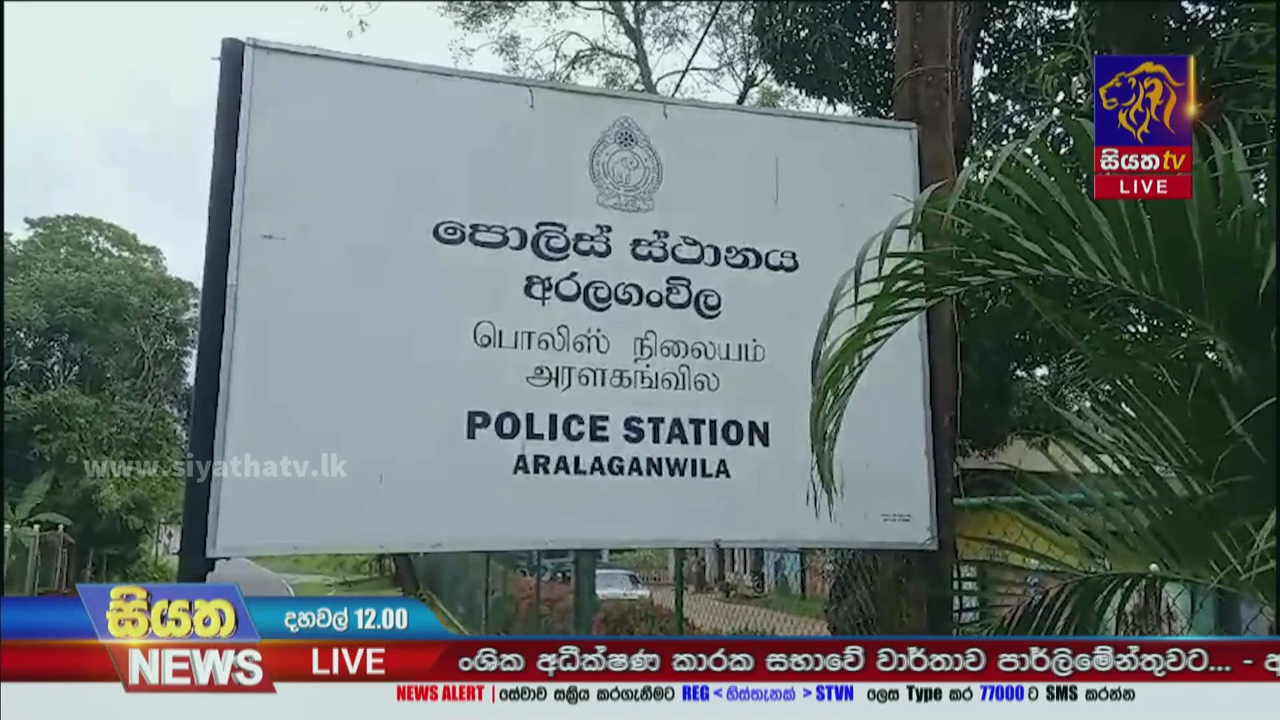 සියත tv
LIVE
පොලිස් ස්ථානය
අරලගංවිල
பொலிஸ் நிலையம்
அரளகங்வில
POLICE STATION
ARALAGANWILA
www.siyathatv.lk
සියත
NEWS
දහවල් 12.00
LIVE
ංශික අධීක්ෂණ කාරක සභාවේ වාර්තාව පාර්ලිමේන්තුවට... -
NEWS ALERT | සේවාව සක්‍රිය කරගැනීමට REG < හිස්තැනක් > STVN ලෙස Type කර 77000 ට SMS කරන්න